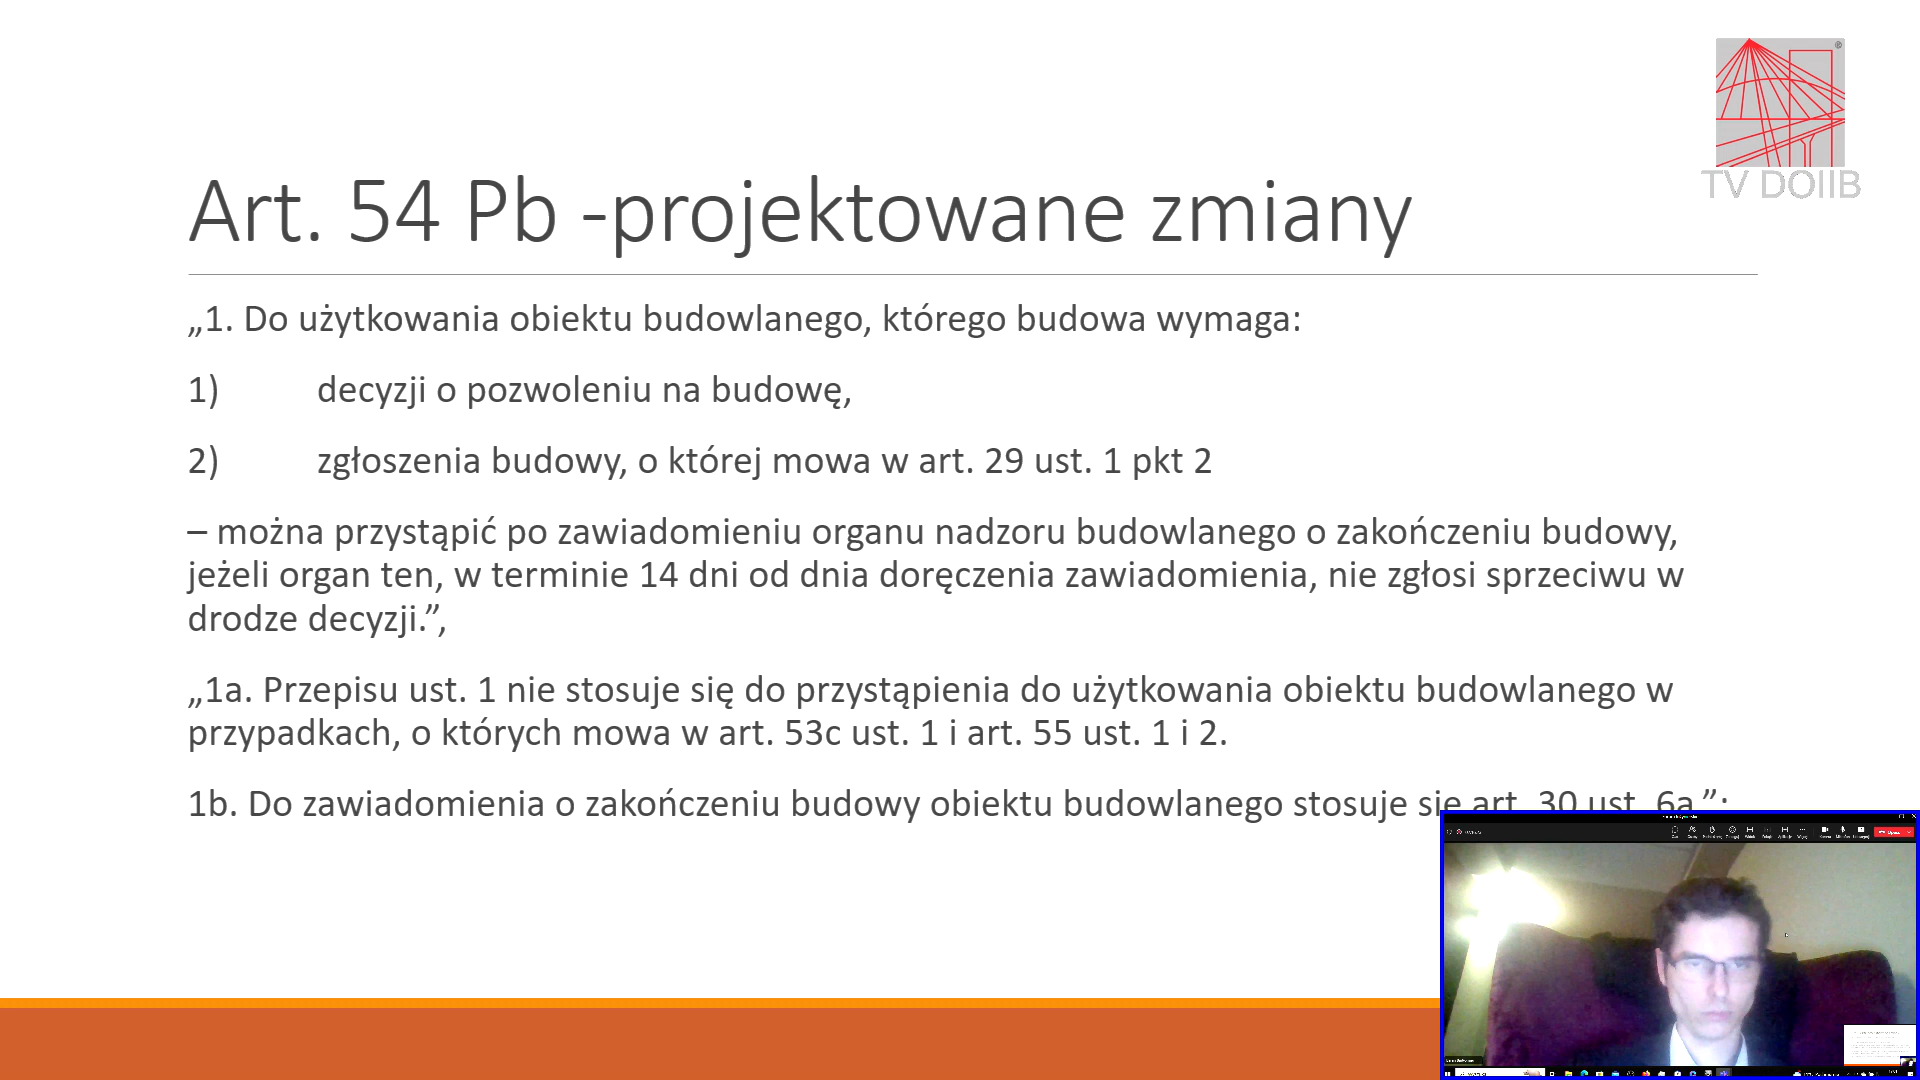 ®
TV DOIIB
Art. 54 Pb -projektowane zmiany
„1. Do użytkowania obiektu budowlanego, którego budowa wymaga:
1) decyzji o pozwoleniu na budowę,
2) zgłoszenia budowy, o której mowa w art. 29 ust. 1 pkt 2
– można przystąpić po zawiadomieniu organu nadzoru budowlanego o zakończeniu budowy,
jeżeli organ ten, w terminie 14 dni od dnia doręczenia zawiadomienia, nie zgłosi sprzeciwu w
drodze decyzji.”,
„1a. Przepisu ust. 1 nie stosuje się do przystąpienia do użytkowania obiektu budowlanego w
przypadkach, o których mowa w art. 53c ust. 1 i art. 55 ust. 1 i 2.
1b. Do zawiadomienia o zakończeniu budowy obiektu budowlanego stosuje się art. 30 ust. 6a.”;